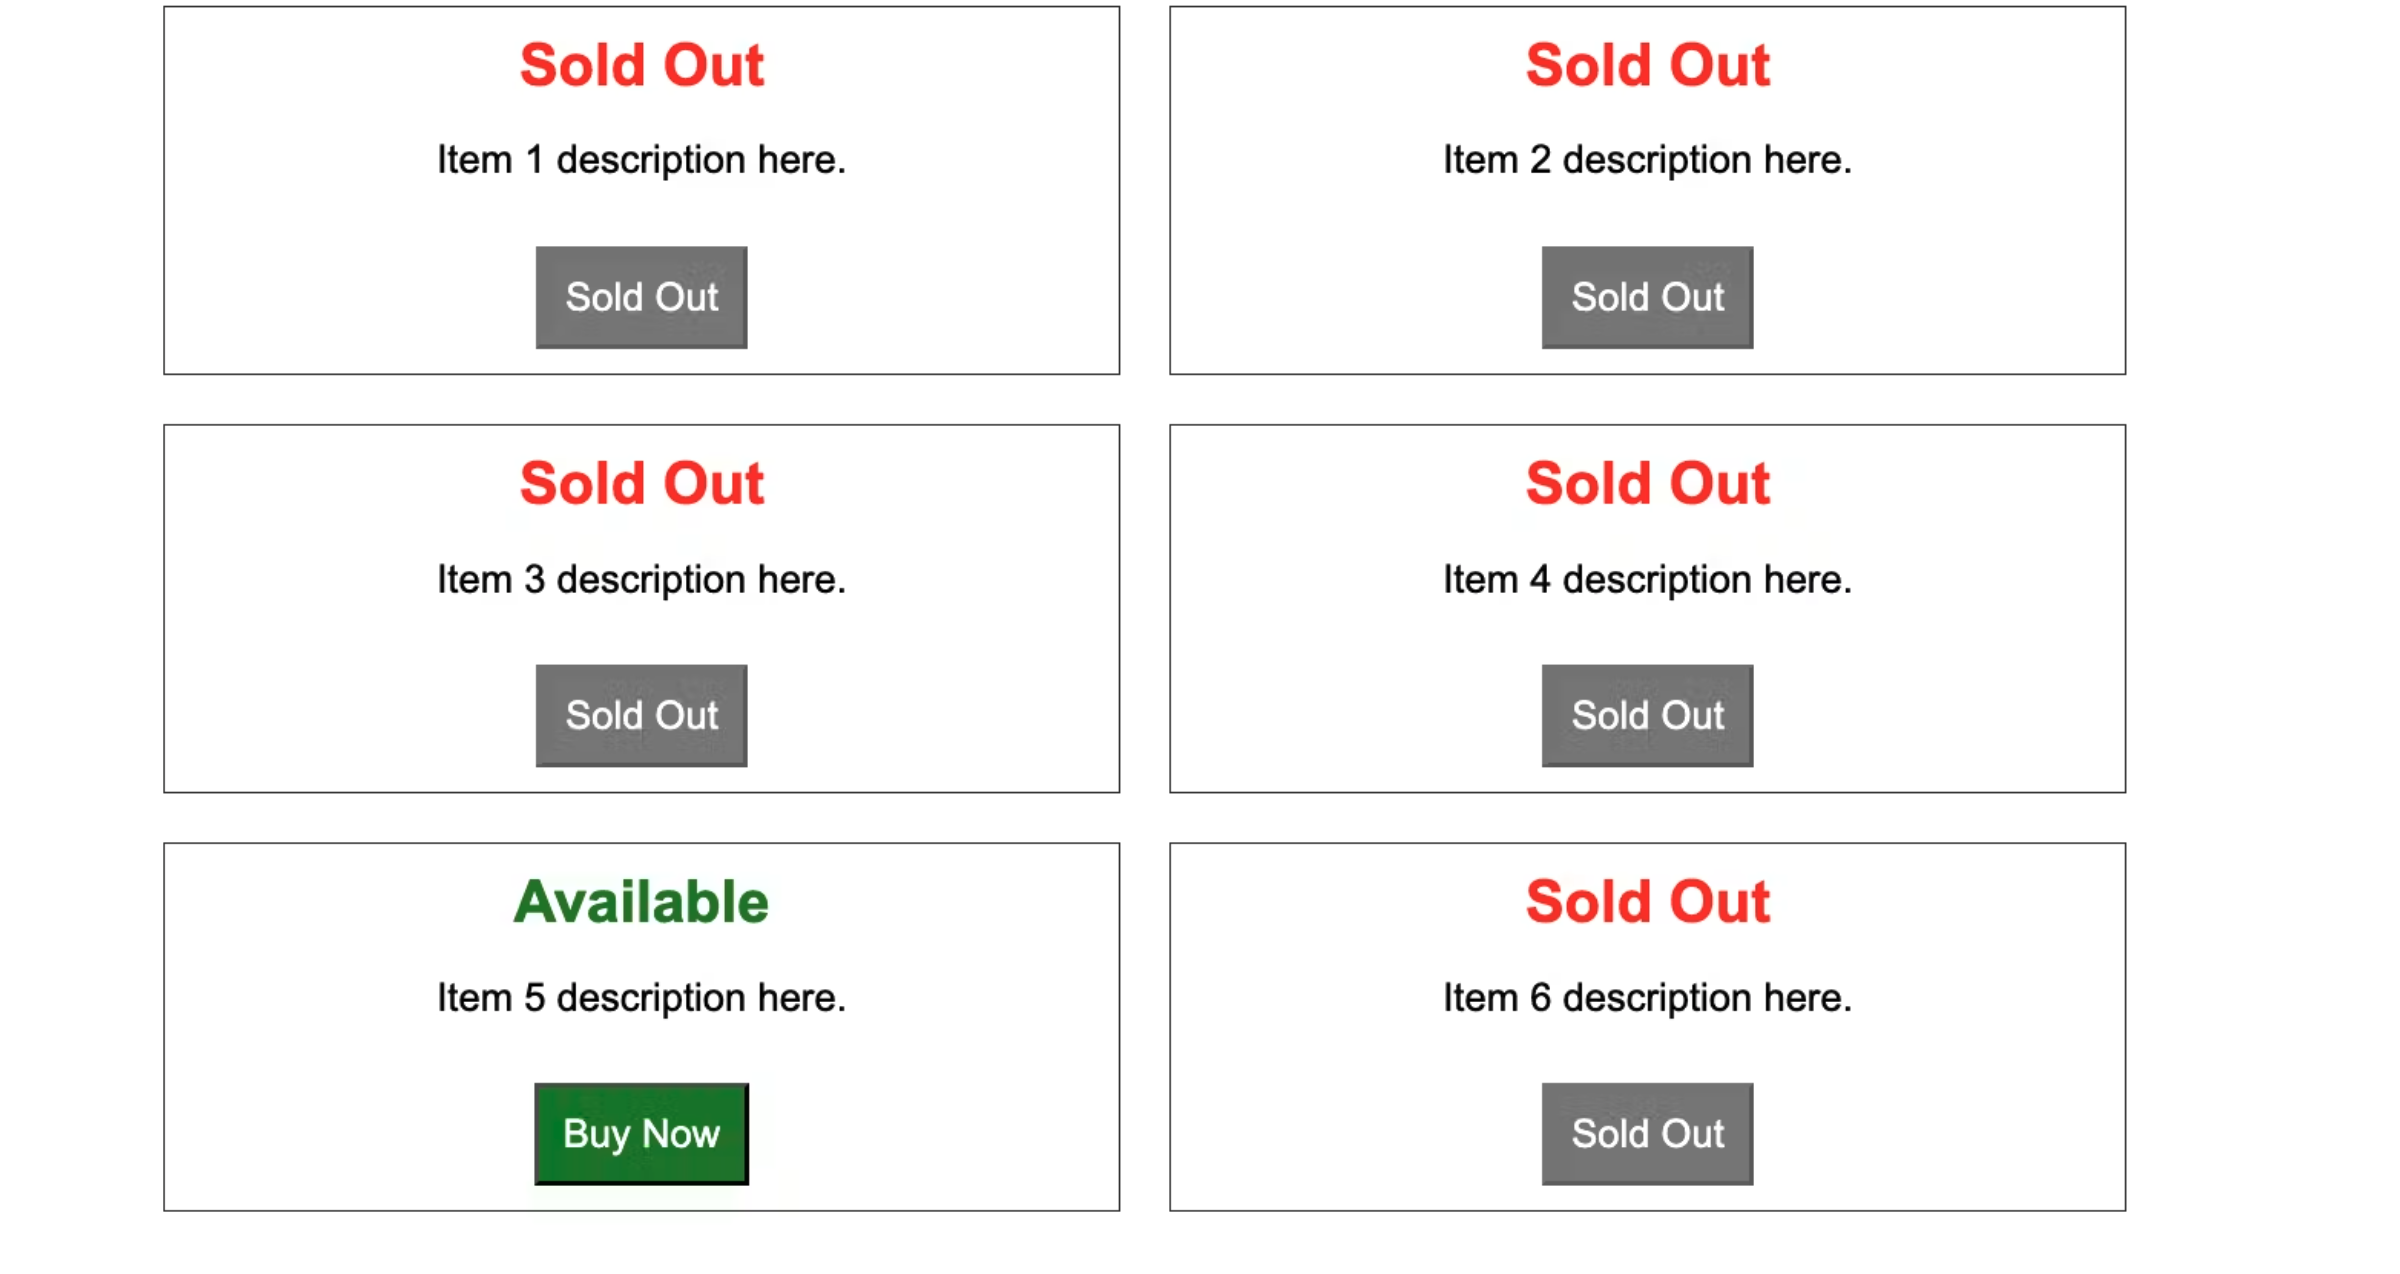 Sold Out
Item 1 description here.
Sold Out
Sold Out
Item 2 description here.
Sold Out
Sold Out
Item 3 description here.
Sold Out
Sold Out
Item 4 description here.
Sold Out
Available
Item 5 description here.
Buy Now
Sold Out
Item 6 description here.
Sold Out